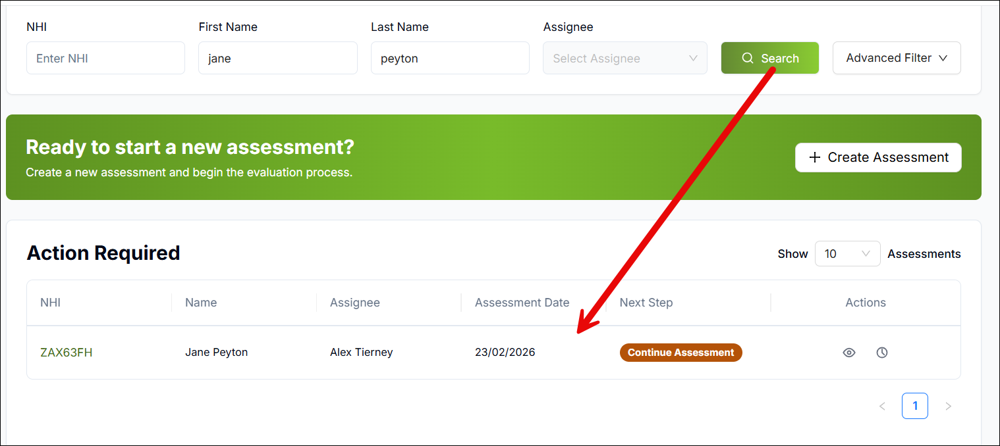 NHI First Name Last Name Assignee
Enter NHI jane peyton Select Assignee Search Advanced Filter
Ready to start a new assessment?
Create a new assessment and begin the evaluation process.
+ Create Assessment
Action Required
Show 10 Assessments
NHI Name Assignee Assessment Date Next Step Actions
ZAX63FH Jane Peyton Alex Tierney 23/02/2026 Continue Assessment
< 1 >